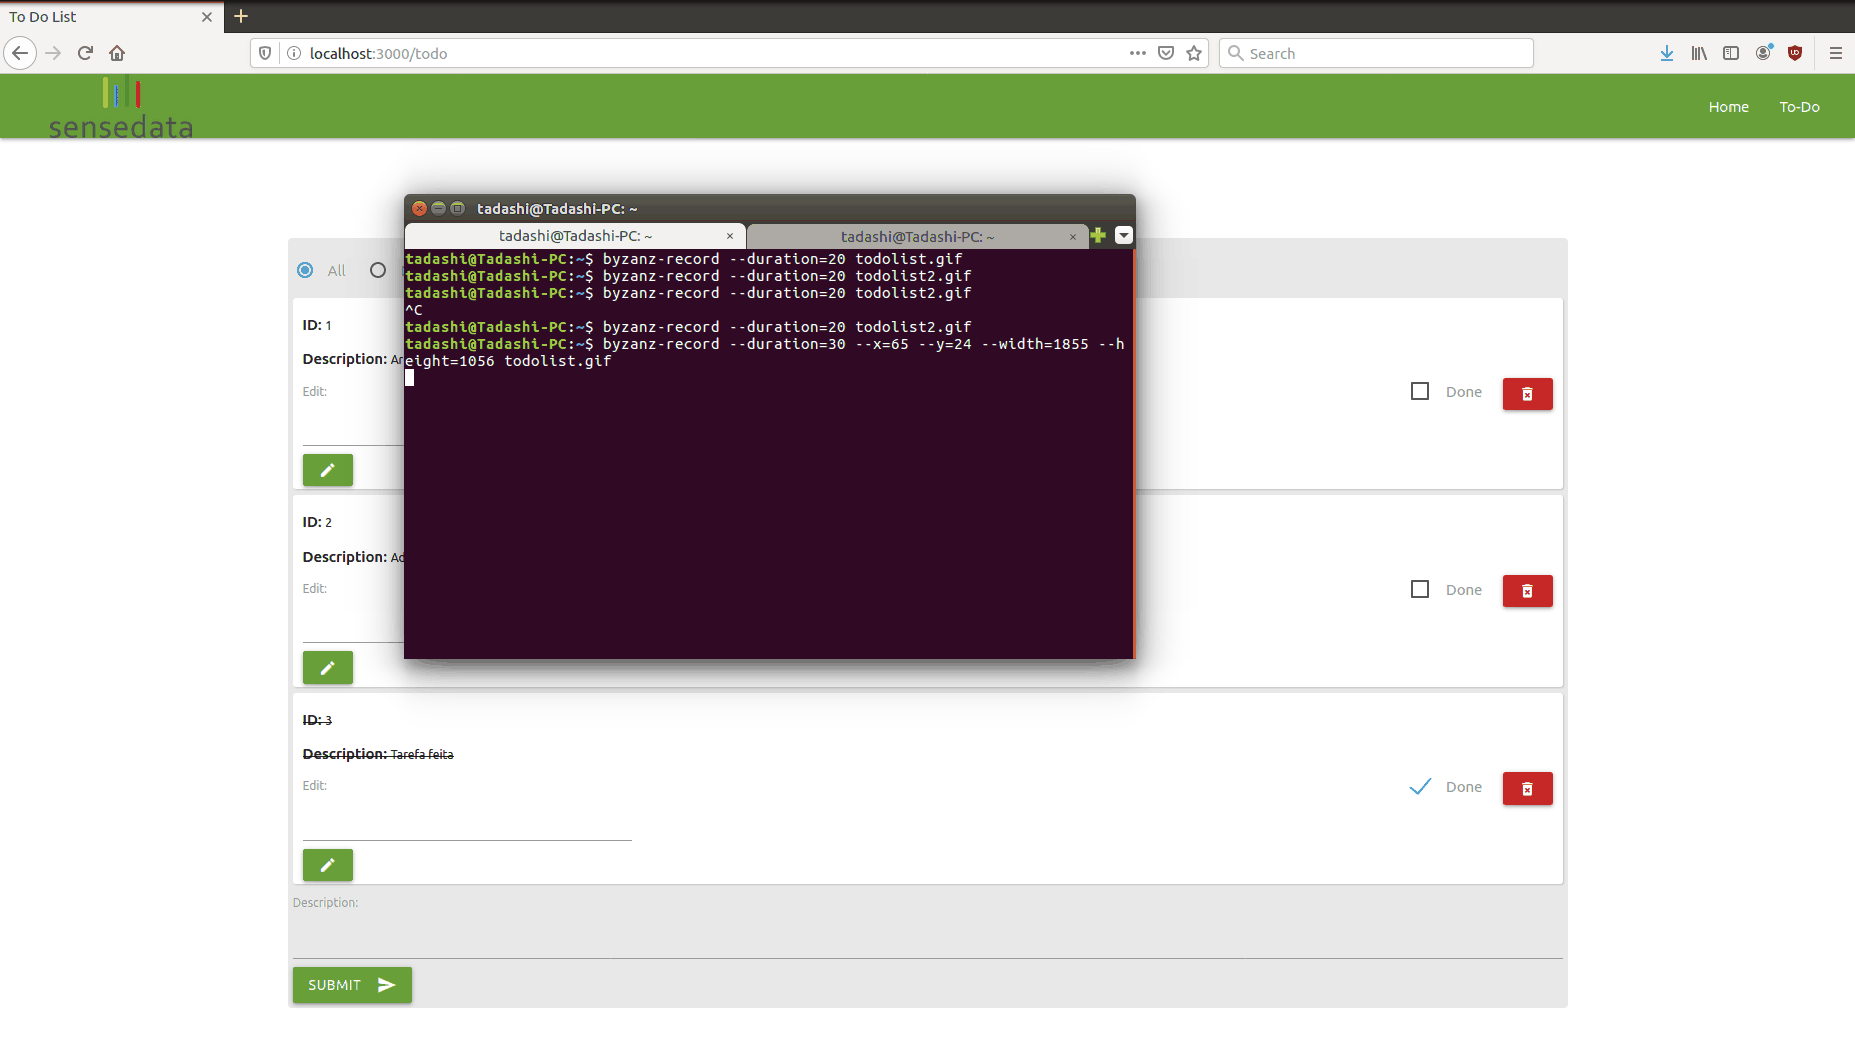 To Do List
localhost:3000/todo
Search
sensedata
Home
To-Do
tadashi@Tadashi-PC: ~
tadashi@Tadashi-PC: ~
tadashi@Tadashi-PC: ~
tadashi@Tadashi-PC:~$ byzanz-record --duration=20 todolist.gif
tadashi@Tadashi-PC:~$ byzanz-record --duration=20 todolist2.gif
tadashi@Tadashi-PC:~$ byzanz-record --duration=20 todolist2.gif
^C
tadashi@Tadashi-PC:~$ byzanz-record --duration=20 todolist2.gif
tadashi@Tadashi-PC:~$ byzanz-record --duration=30 --x=65 --y=24 --width=1855 --h
eight=1056 todolist.gif
All
ID: 1
Description:
Edit:
Done
ID: 2
Description:
Edit:
Done
ID: 3
Description: Tarefa feita
Edit:
Done
Description:
SUBMIT